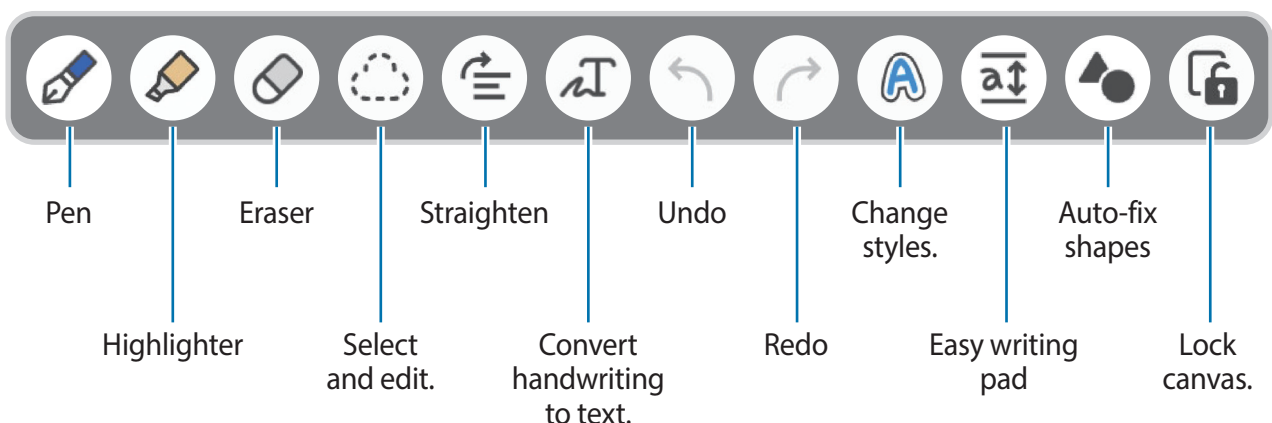 Pen
Eraser
Straighten
Undo
Change
styles.
Auto-fix
shapes
Highlighter
Select
and edit.
Convert
handwriting
to text.
Redo
Easy writing
pad
Lock
canvas.